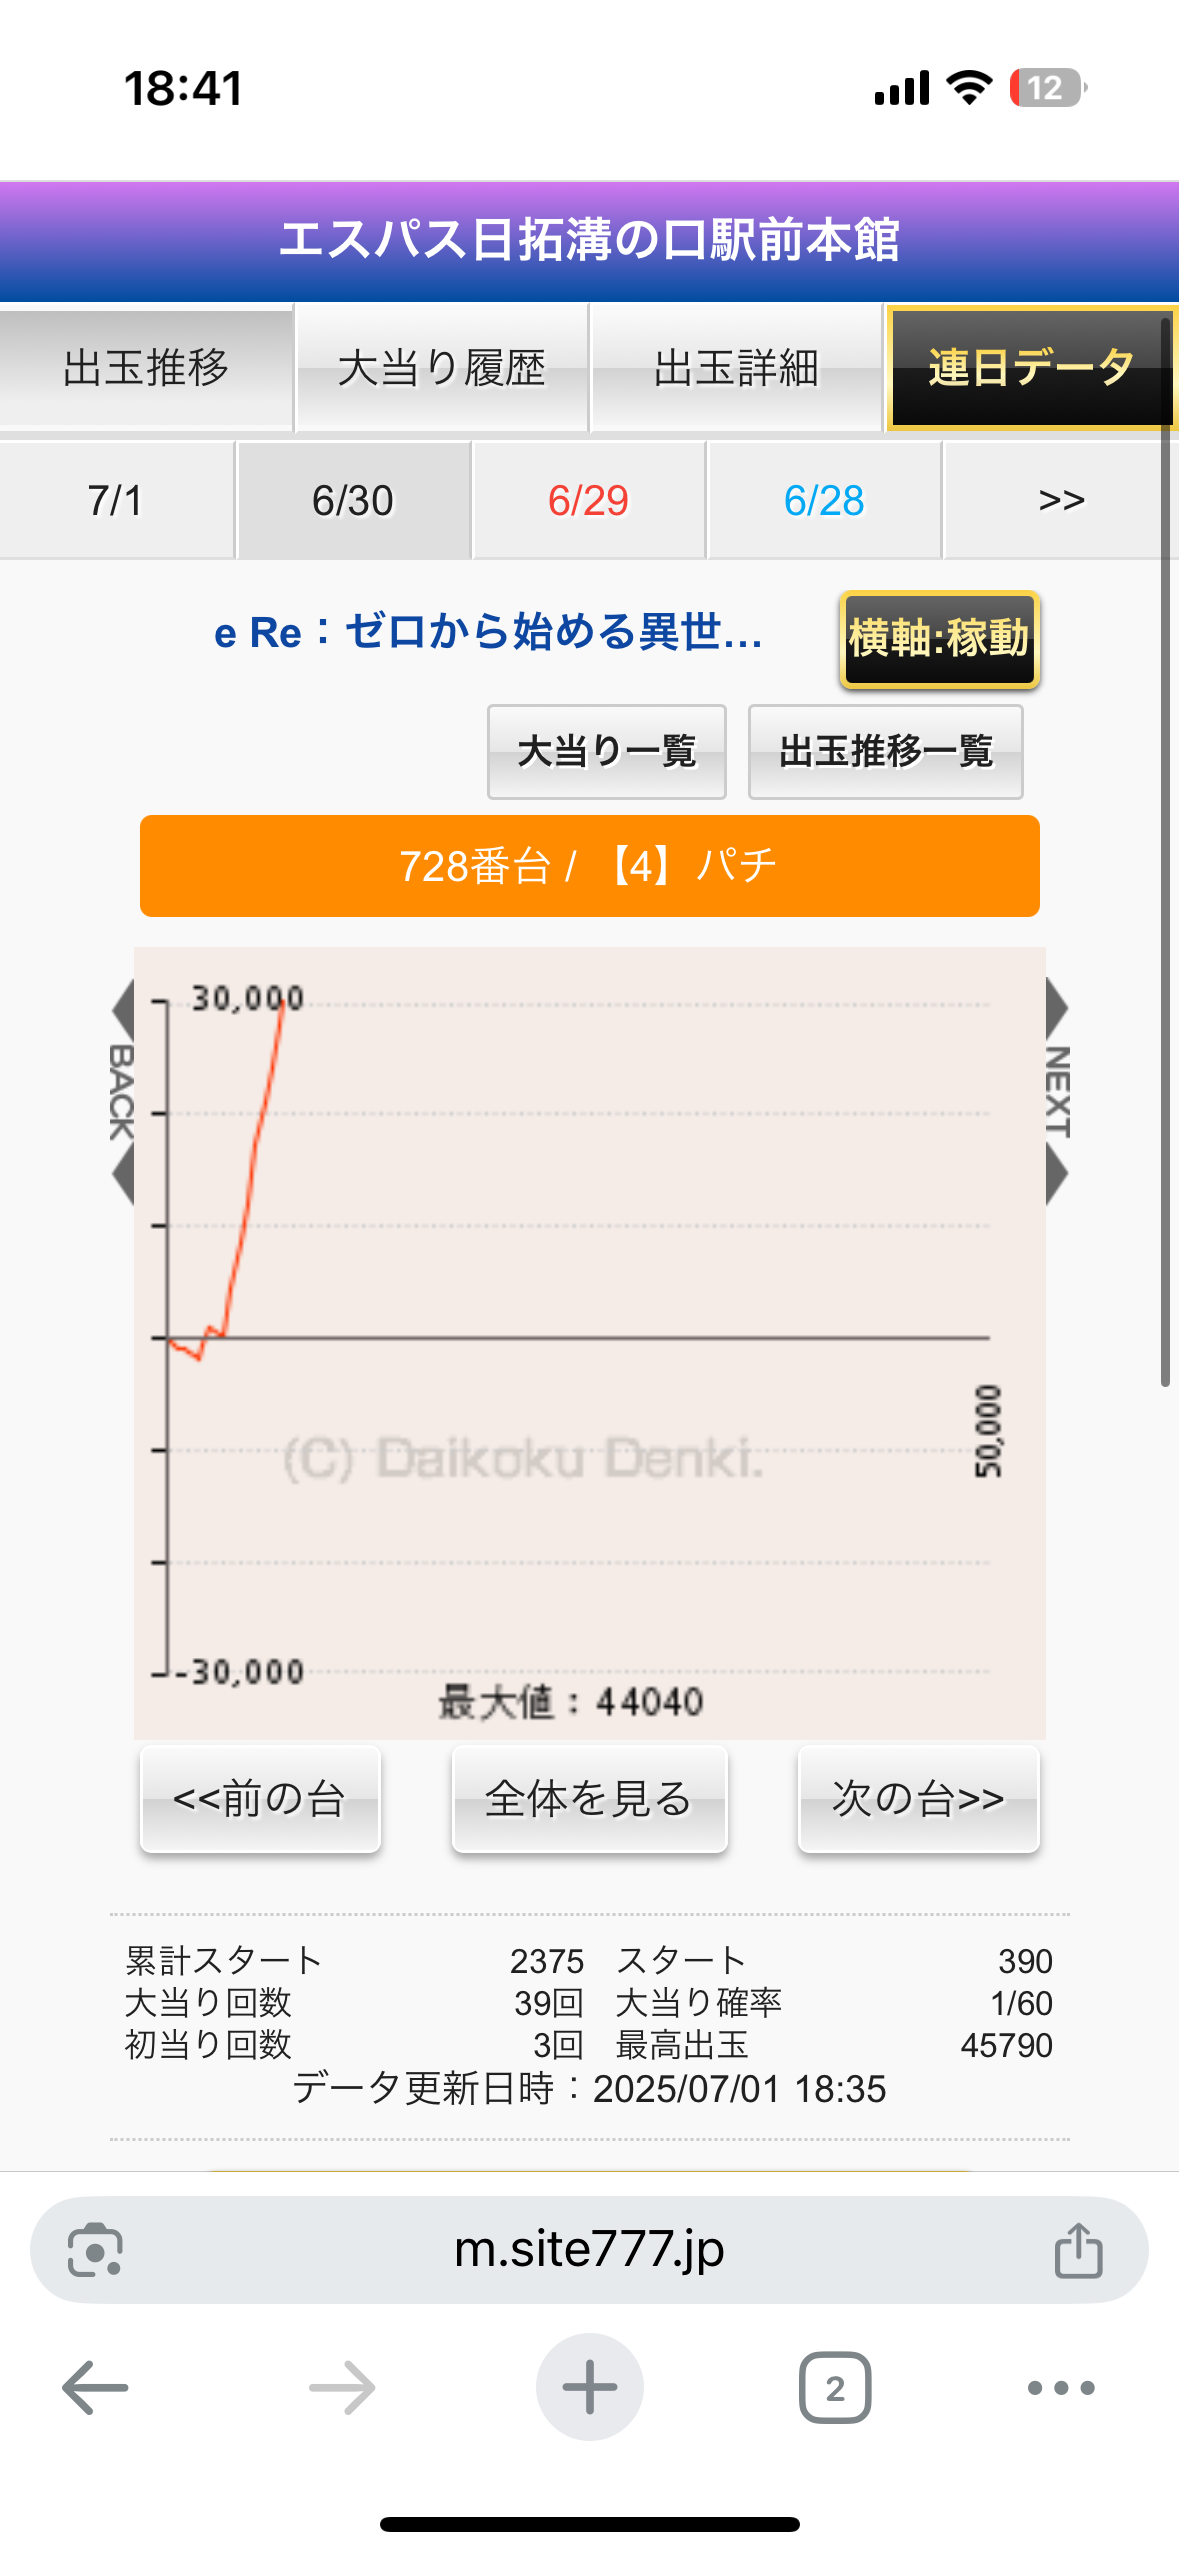 18:41
12
エスパス日拓溝の口駅前本館
出玉推移 大当り履歴 出玉詳細 連日データ
7/1 6/30 6/29 6/28 >>
e Re：ゼロから始める異世... 横軸:稼動
大当り一覧 出玉推移一覧
728番台 / 【4】パチ
30,000
BACK
NEXT
50,000
(C) Daikoku Denki.
-30,000
最大値：44040
<<前の台 全体を見る 次の台>>
累計スタート 2375 スタート 390
大当り回数 39回 大当り確率 1/60
初当り回数 3回 最高出玉 45790
データ更新日時：2025/07/01 18:35
m.site777.jp
2